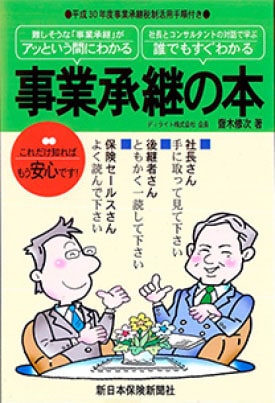 ●平成30年度事業承継税制活用手順付き●
難しそうな「事業承継」が
アッという間にわかる
社長とコンサルタントの対話で学ぶ
誰でもすぐわかる
事業承継の本
ディライト株式会社 会長 齋木修次 著
これだけ知れば
もう安心です!
■社長さん
手に取って見て下さい
■後継者さん
ともかく一読して下さい
■保険セールスさん
よく読んで下さい
新日本保険新聞社